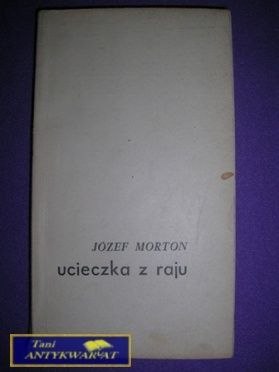 JÓZEF MORTON
ucieczka z raju
Tani
ANTYKWARIAT